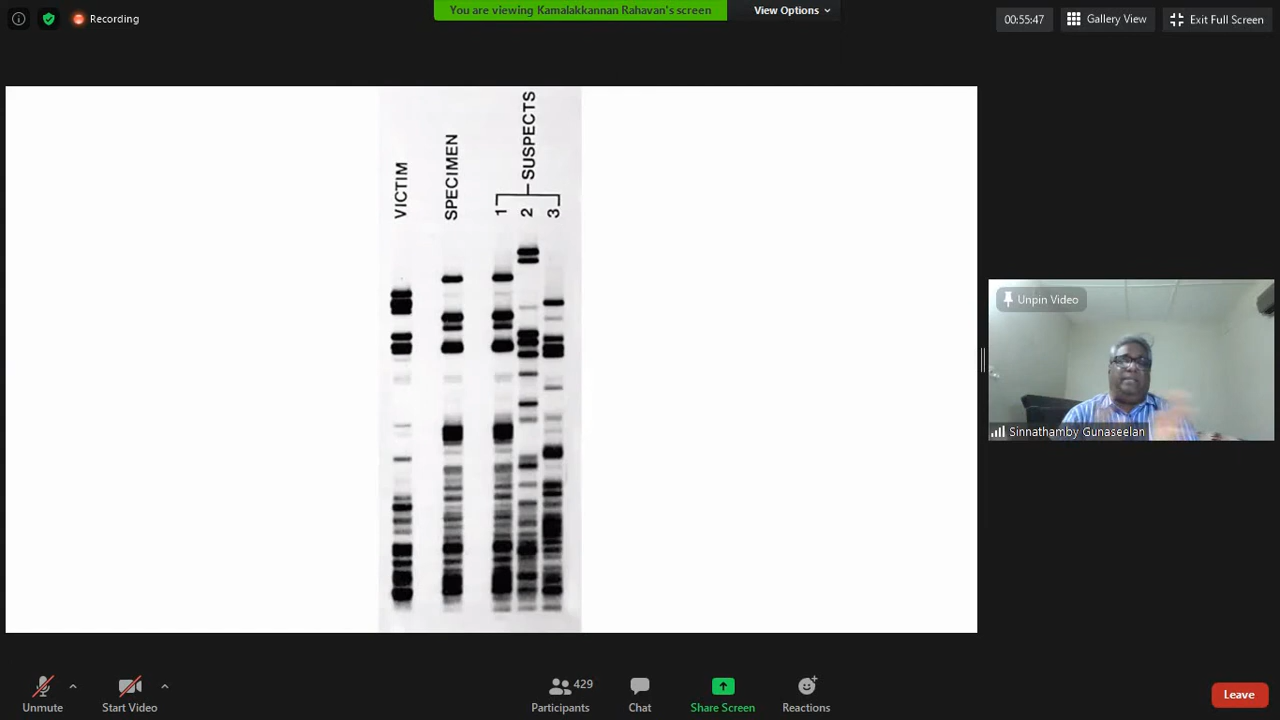 Recording
You are viewing Kamalakkannan Rahavan's screen
View Options
00:55:47
Gallery View
Exit Full Screen
VICTIM
SPECIMEN
SUSPECTS
1
2
3
Unpin Video
Sinnathamby Gunaseelan
Unmute
Start Video
429
Participants
Chat
Share Screen
Reactions
Leave